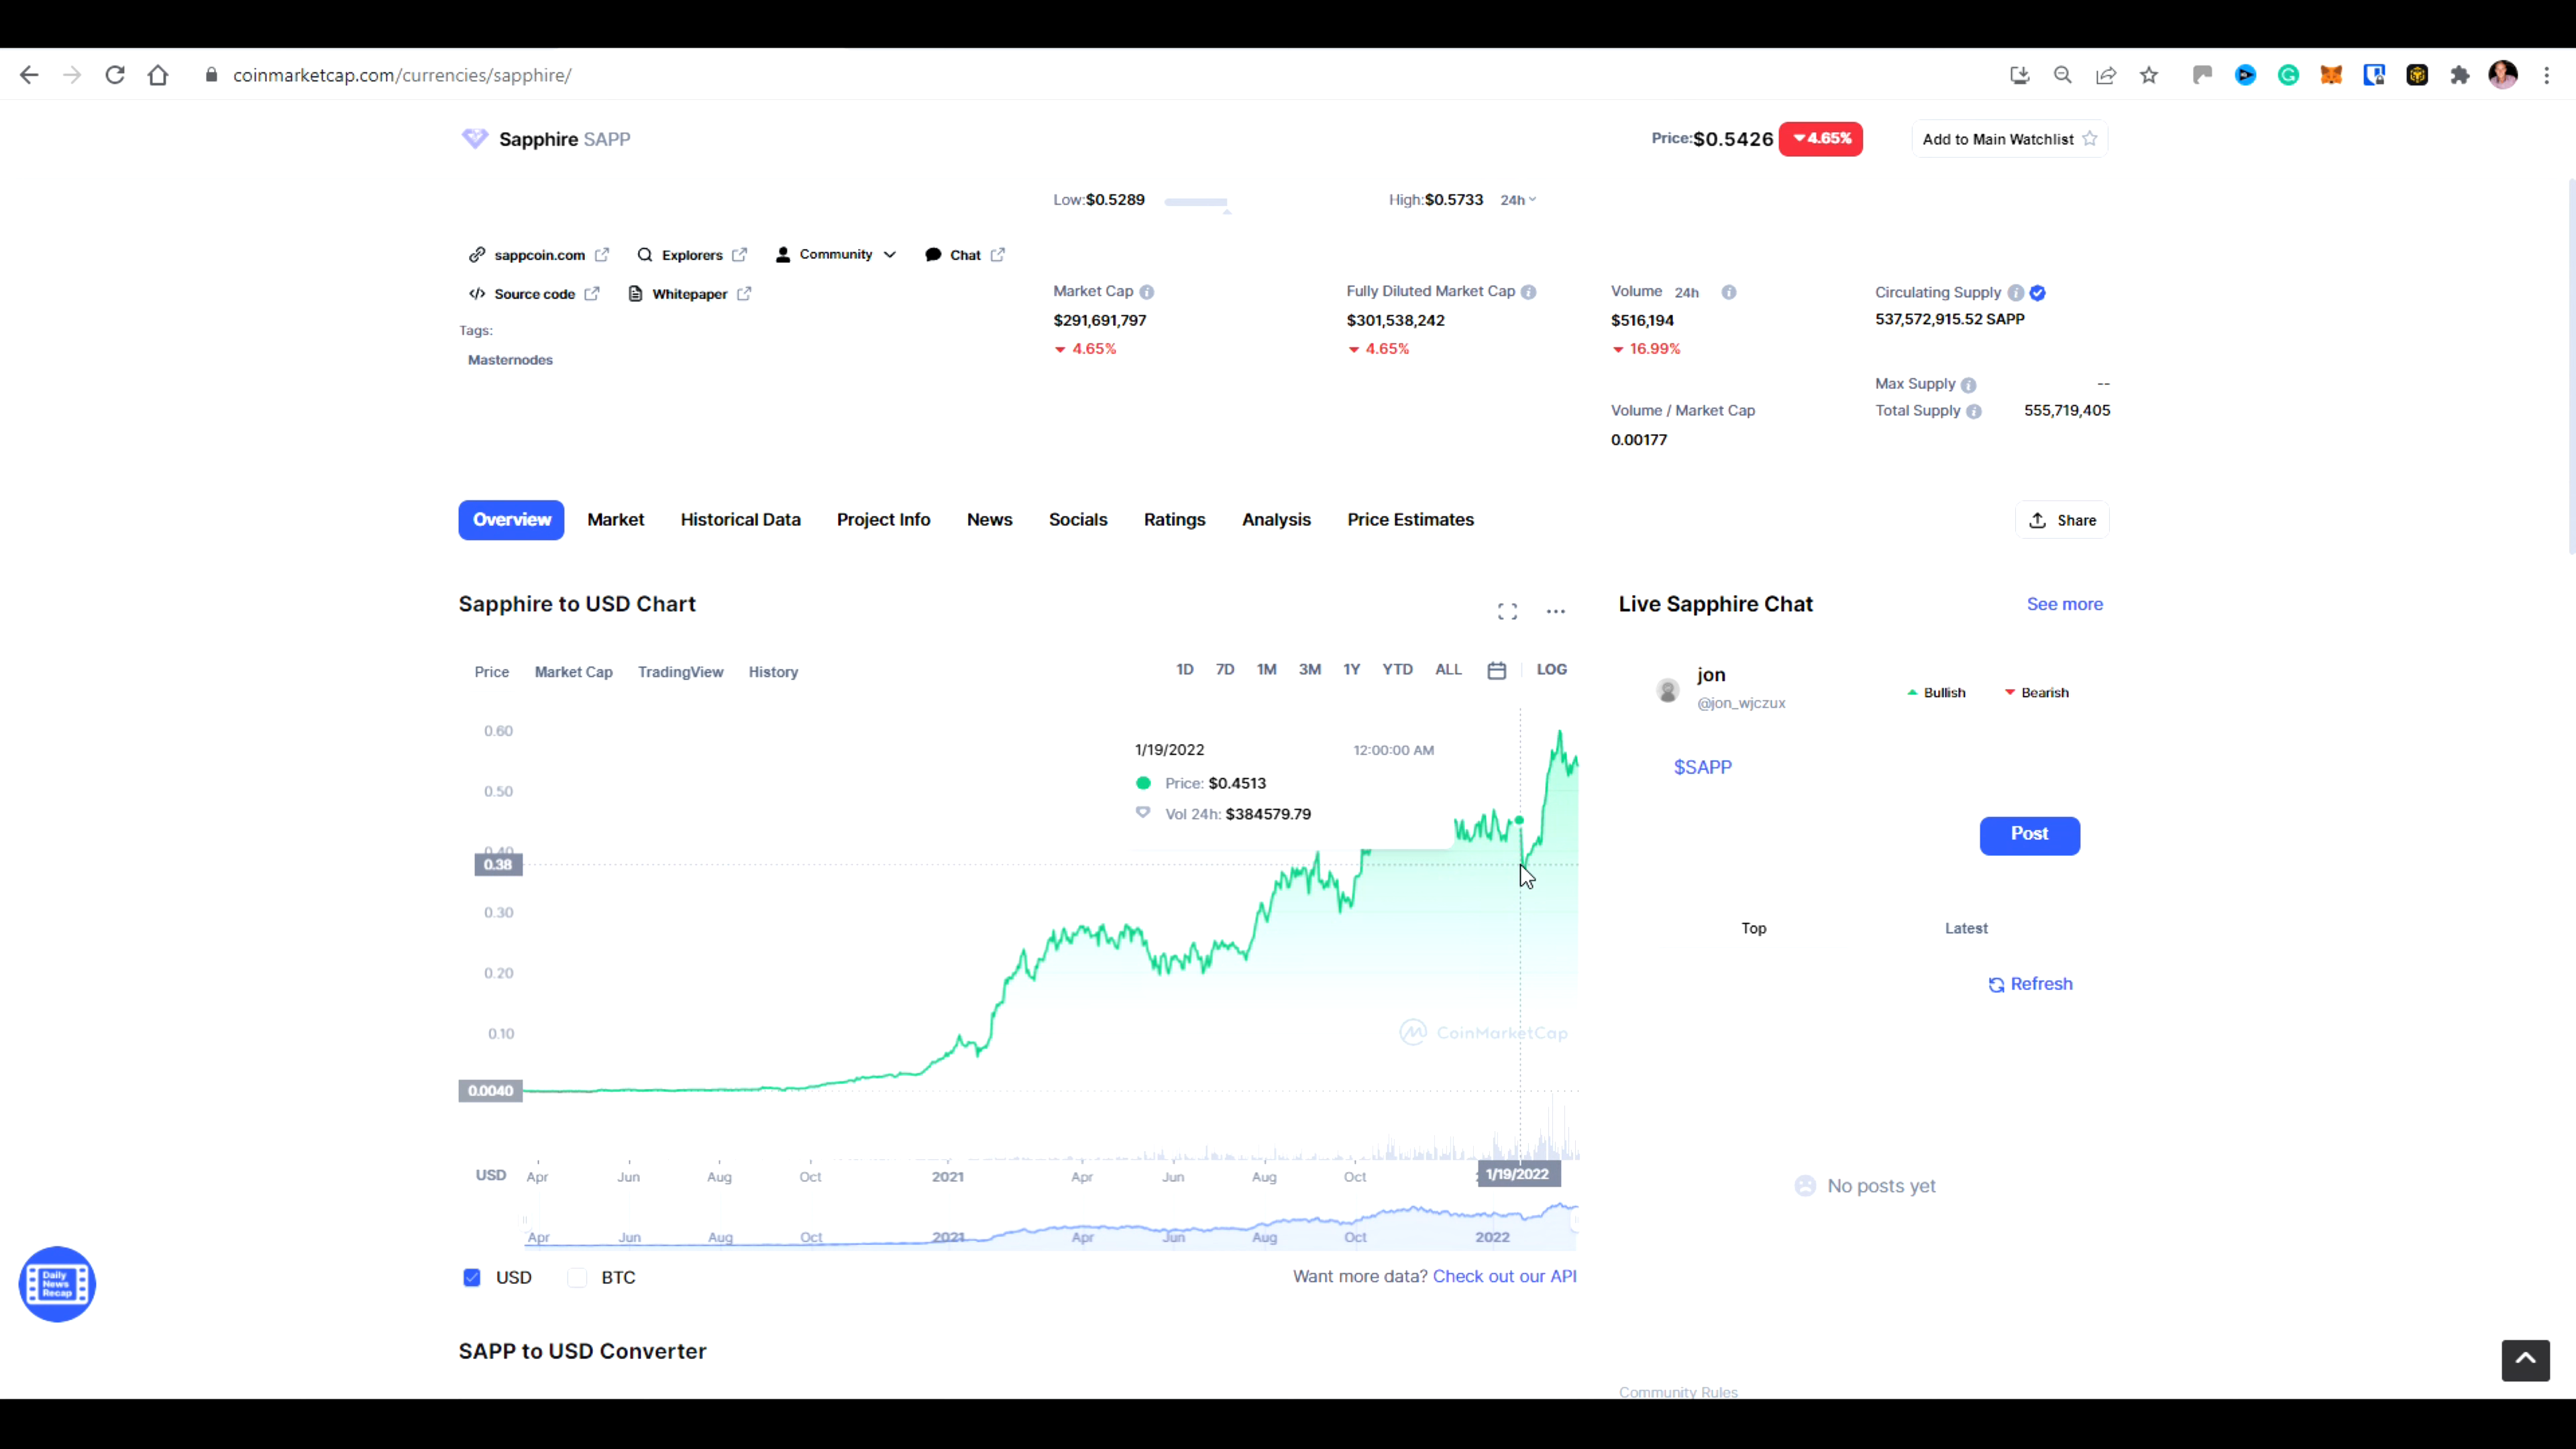 coinmarketcap.com/currencies/sapphire/
Sapphire SAPP
Price:$0.5426 4.65%
Add to Main Watchlist
Low:$0.5289
High:$0.5733 24h
sappcoin.com Explorers Community Chat
Source code Whitepaper
Tags:
Masternodes
Market Cap
$291,691,797
4.65%
Fully Diluted Market Cap
$301,538,242
4.65%
Volume 24h
$516,194
16.99%
Volume / Market Cap
0.00177
Circulating Supply
537,572,915.52 SAPP
Max Supply --
Total Supply 555,719,405
Overview Market Historical Data Project Info News Socials Ratings Analysis Price Estimates
Share
Sapphire to USD Chart
Price Market Cap TradingView History
1D 7D 1M 3M 1Y YTD ALL LOG
0.60
0.50
0.40
0.38
0.30
0.20
0.10
0.0040
1/19/2022 12:00:00 AM
Price: $0.4513
Vol 24h: $384579.79
CoinMarketCap
USD Apr Jun Aug Oct 2021 Apr Jun Aug Oct 1/19/2022
Apr Jun Aug Oct 2021 Apr Jun Aug Oct 2022
USD BTC
Want more data? Check out our API
SAPP to USD Converter
Live Sapphire Chat
See more
jon
@jon_wjczux
Bullish Bearish
$SAPP
Post
Top Latest
Refresh
No posts yet
Community Rules
Daily
News
Recap